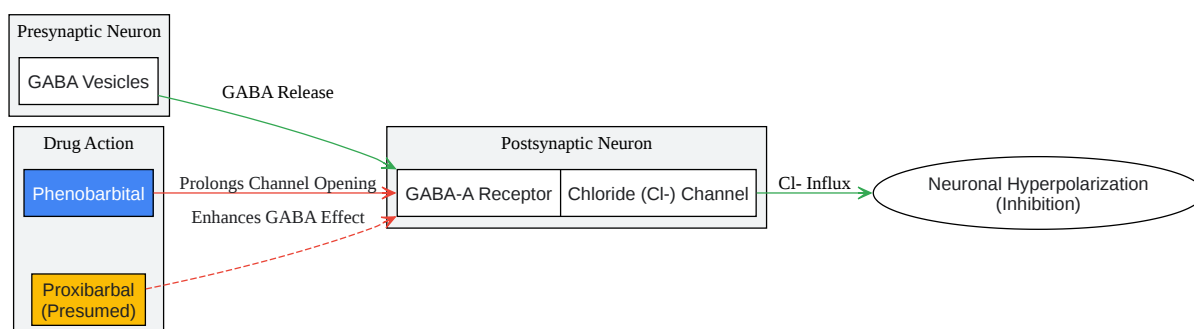 Presynaptic Neuron
GABA Vesicles
GABA Release
Drug Action
Phenobarbital
Prolongs Channel Opening
Enhances GABA Effect
Proxibarbal
(Presumed)
Postsynaptic Neuron
GABA-A Receptor
Chloride (Cl-) Channel
Cl- Influx
Neuronal Hyperpolarization
(Inhibition)